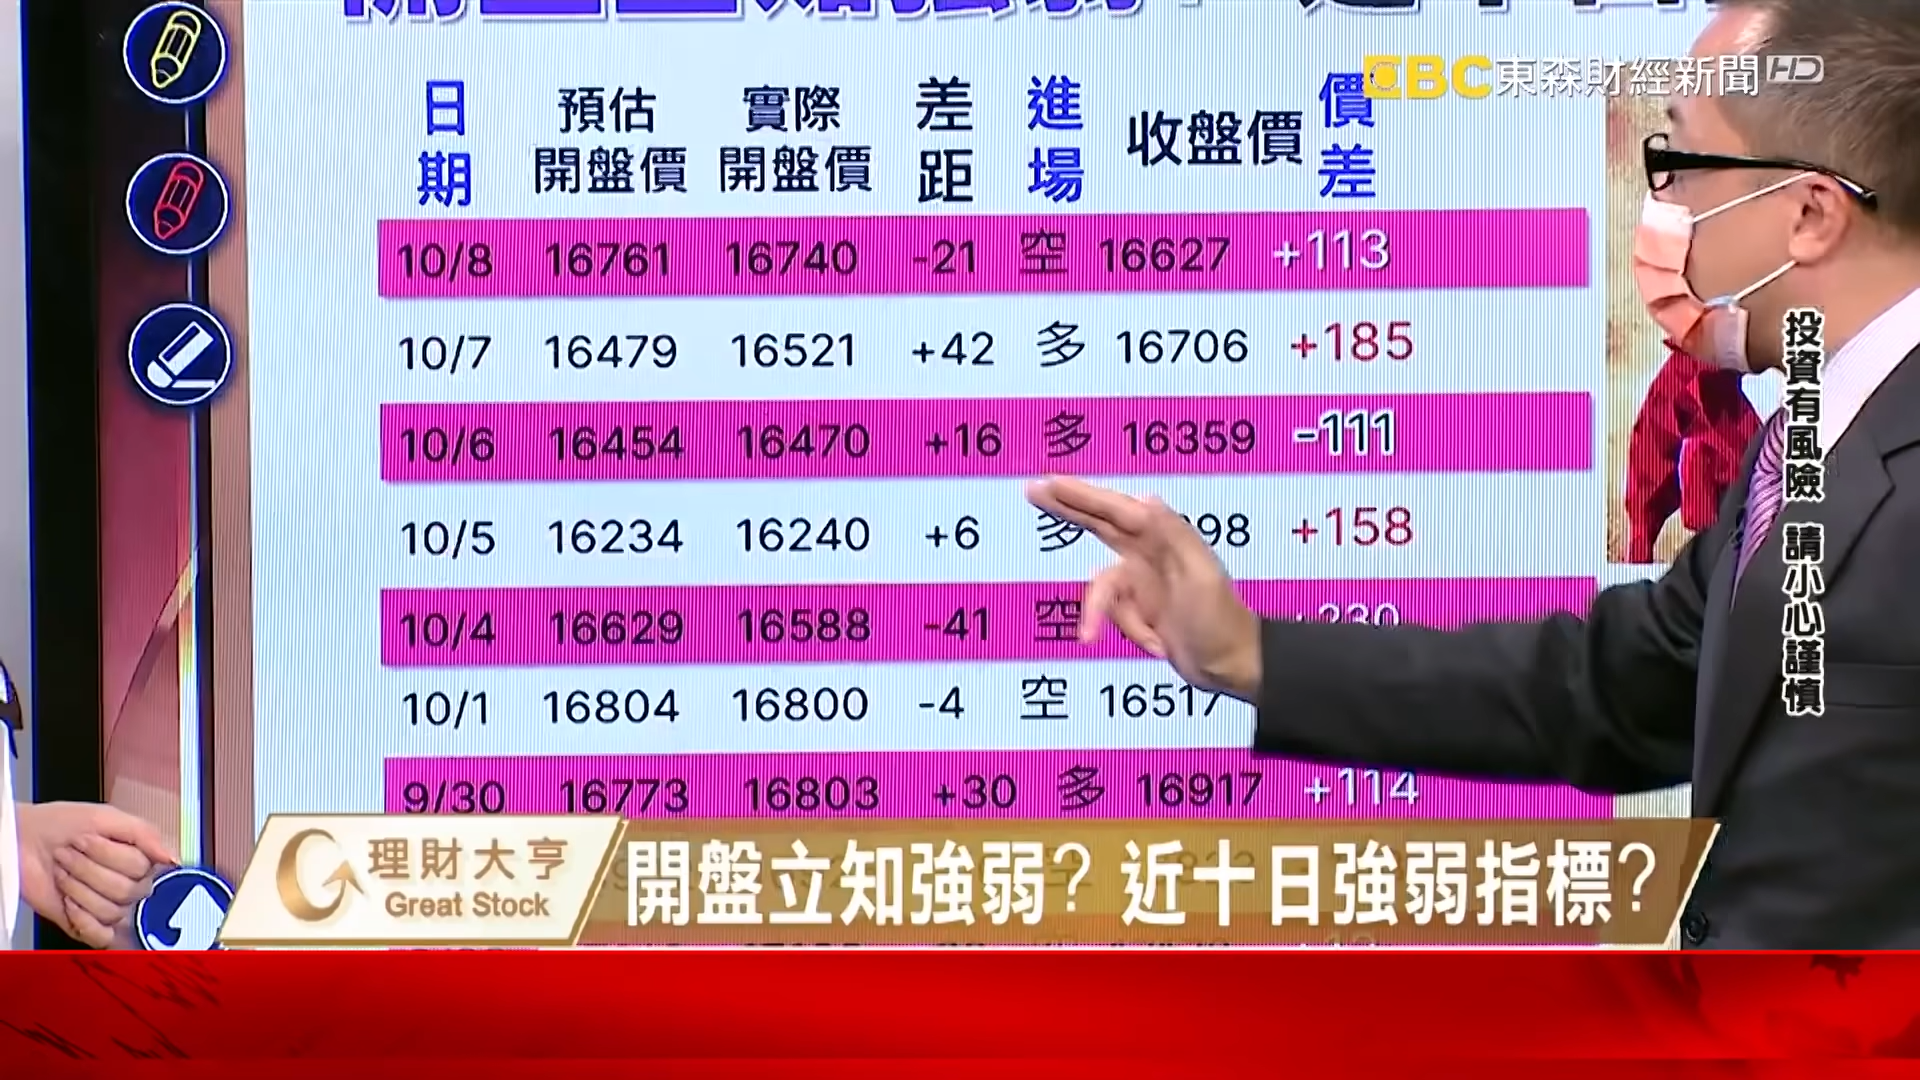 EBC東森財經新聞HD
日期 預估開盤價 實際開盤價 差距 進場 收盤價 價差
10/8 16761 16740 -21 空 16627 +113
10/7 16479 16521 +42 多 16706 +185
10/6 16454 16470 +16 多 16359 -111
10/5 16234 16240 +6 多 98 +158
10/4 16629 16588 -41 空 +230
10/1 16804 16800 -4 空 16517
9/30 16773 16803 +30 多 16917 +114
投資有風險 請小心謹慎
理財大亨
Great Stock
開盤立知強弱? 近十日強弱指標?